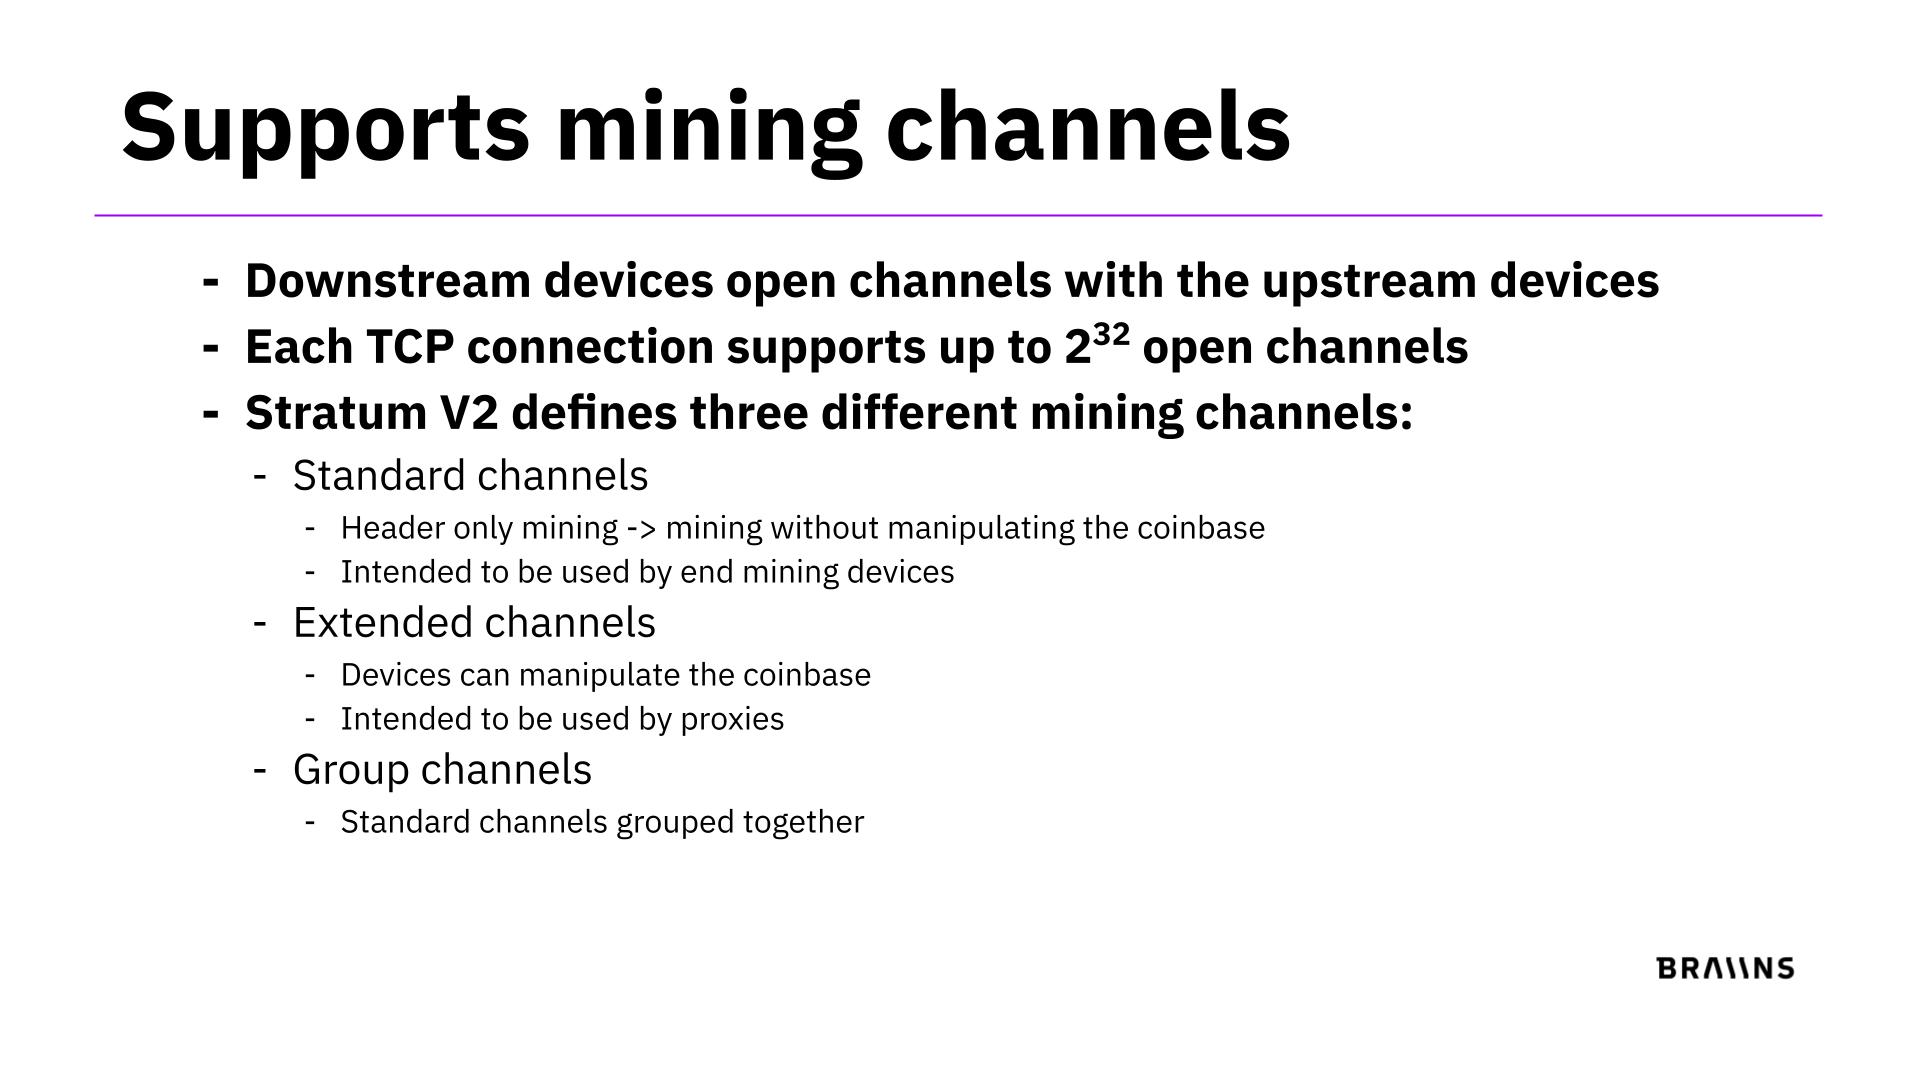 Supports mining channels
- Downstream devices open channels with the upstream devices
- Each TCP connection supports up to 2³² open channels
- Stratum V2 defines three different mining channels:
- Standard channels
- Header only mining -> mining without manipulating the coinbase
- Intended to be used by end mining devices
- Extended channels
- Devices can manipulate the coinbase
- Intended to be used by proxies
- Group channels
- Standard channels grouped together
BRAIINS